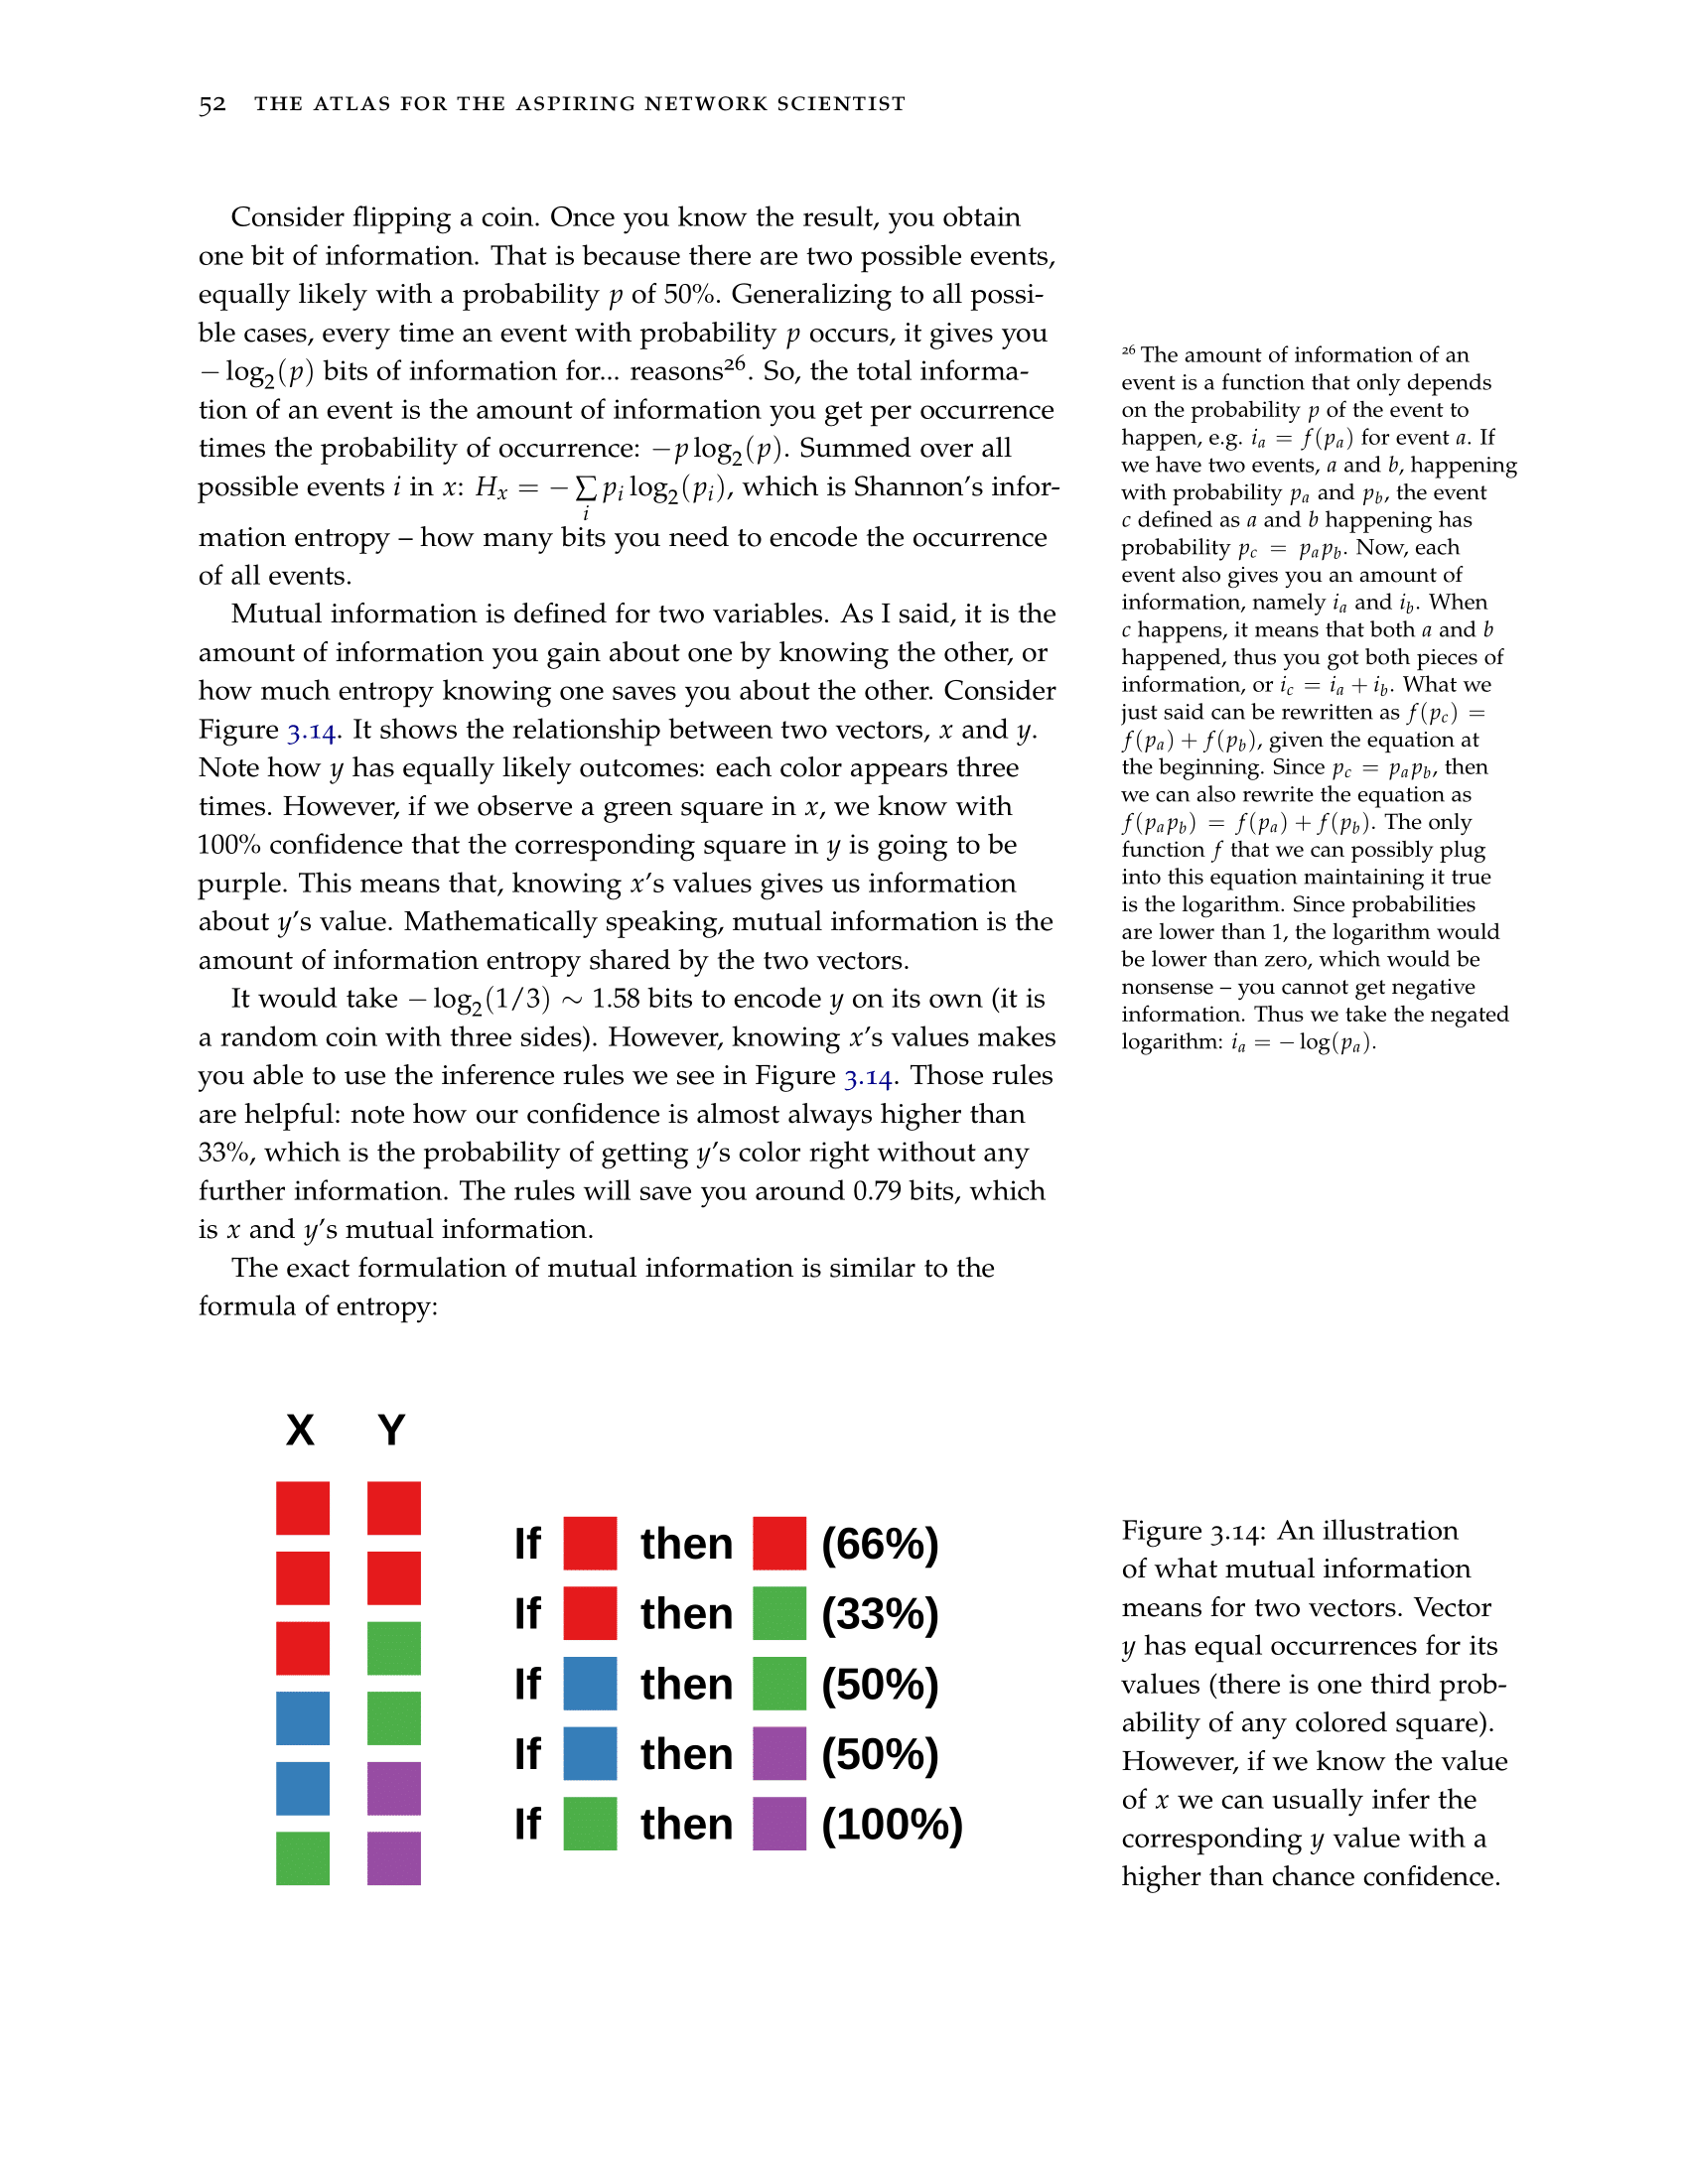 52 THE ATLAS FOR THE ASPIRING NETWORK SCIENTIST
Consider flipping a coin. Once you know the result, you obtain
one bit of information. That is because there are two possible events,
equally likely with a probability p of 50%. Generalizing to all possi-
ble cases, every time an event with probability p occurs, it gives you
− log₂(p) bits of information for... reasons²⁶. So, the total informa-
tion of an event is the amount of information you get per occurrence
times the probability of occurrence: −p log₂(p). Summed over all
possible events i in x: Hₓ = − ∑ pᵢ log₂(pᵢ), which is Shannon’s infor-
i
mation entropy – how many bits you need to encode the occurrence
of all events.
Mutual information is defined for two variables. As I said, it is the
amount of information you gain about one by knowing the other, or
how much entropy knowing one saves you about the other. Consider
Figure 3.14. It shows the relationship between two vectors, x and y.
Note how y has equally likely outcomes: each color appears three
times. However, if we observe a green square in x, we know with
100% confidence that the corresponding square in y is going to be
purple. This means that, knowing x’s values gives us information
about y’s value. Mathematically speaking, mutual information is the
amount of information entropy shared by the two vectors.
It would take − log₂(1/3) ∼ 1.58 bits to encode y on its own (it is
a random coin with three sides). However, knowing x’s values makes
you able to use the inference rules we see in Figure 3.14. Those rules
are helpful: note how our confidence is almost always higher than
33%, which is the probability of getting y’s color right without any
further information. The rules will save you around 0.79 bits, which
is x and y’s mutual information.
The exact formulation of mutual information is similar to the
formula of entropy:
²⁶ The amount of information of an
event is a function that only depends
on the probability p of the event to
happen, e.g. i_a = f(p_a) for event a. If
we have two events, a and b, happening
with probability p_a and p_b, the event
c defined as a and b happening has
probability p_c = p_a p_b. Now, each
event also gives you an amount of
information, namely i_a and i_b. When
c happens, it means that both a and b
happened, thus you got both pieces of
information, or i_c = i_a + i_b. What we
just said can be rewritten as f(p_c) =
f(p_a) + f(p_b), given the equation at
the beginning. Since p_c = p_a p_b, then
we can also rewrite the equation as
f(p_a p_b) = f(p_a) + f(p_b). The only
function f that we can possibly plug
into this equation maintaining it true
is the logarithm. Since probabilities
are lower than 1, the logarithm would
be lower than zero, which would be
nonsense – you cannot get negative
information. Thus we take the negated
logarithm: i_a = − log(p_a).
X Y
If then (66%)
If then (33%)
If then (50%)
If then (50%)
If then (100%)
Figure 3.14: An illustration
of what mutual information
means for two vectors. Vector
y has equal occurrences for its
values (there is one third prob-
ability of any colored square).
However, if we know the value
of x we can usually infer the
corresponding y value with a
higher than chance confidence.